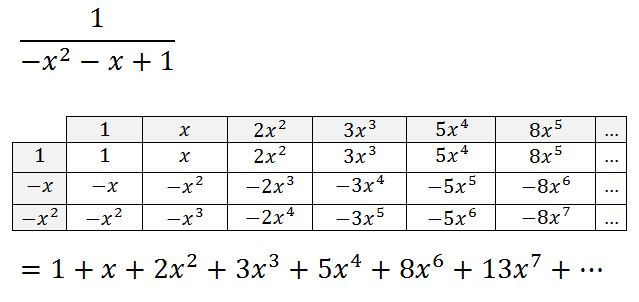 1
−x² − x + 1
1 x 2x² 3x³ 5x⁴ 8x⁵ ...
1 1 x 2x² 3x³ 5x⁴ 8x⁵ ...
−x −x −x² −2x³ −3x⁴ −5x⁵ −8x⁶ ...
−x² −x² −x³ −2x⁴ −3x⁵ −5x⁶ −8x⁷ ...
= 1 + x + 2x² + 3x³ + 5x⁴ + 8x⁶ + 13x⁷ + ⋯